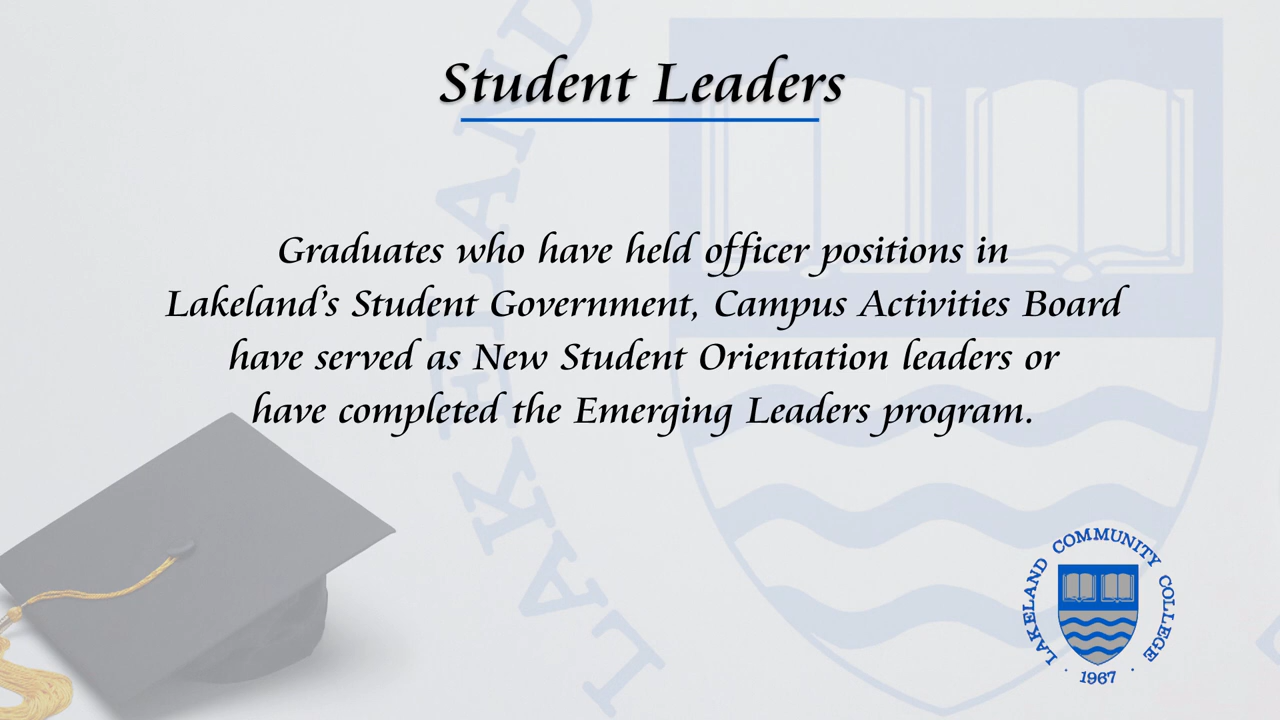 Student Leaders
Graduates who have held officer positions in
Lakeland's Student Government, Campus Activities Board
have served as New Student Orientation leaders or
have completed the Emerging Leaders program.
LAKELAND COMMUNITY COLLEGE
· 1967 ·
LAKELAND